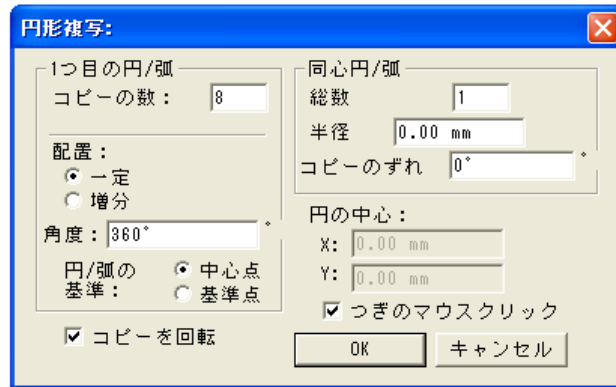 円形複写:
1つ目の円/弧
コピーの数： 8
配置：
一定
増分
角度： 360° °
円/弧の
基準：
中心点
基準点
コピーを回転
同心円/弧
総数 1
半径 0.00 mm
コピーのずれ 0° °
円の中心：
X: 0.00 mm
Y: 0.00 mm
つぎのマウスクリック
OK
キャンセル